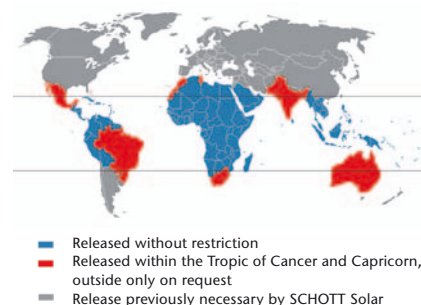 Released without restriction
Released within the Tropic of Cancer and Capricorn,
outside only on request
Release previously necessary by SCHOTT Solar